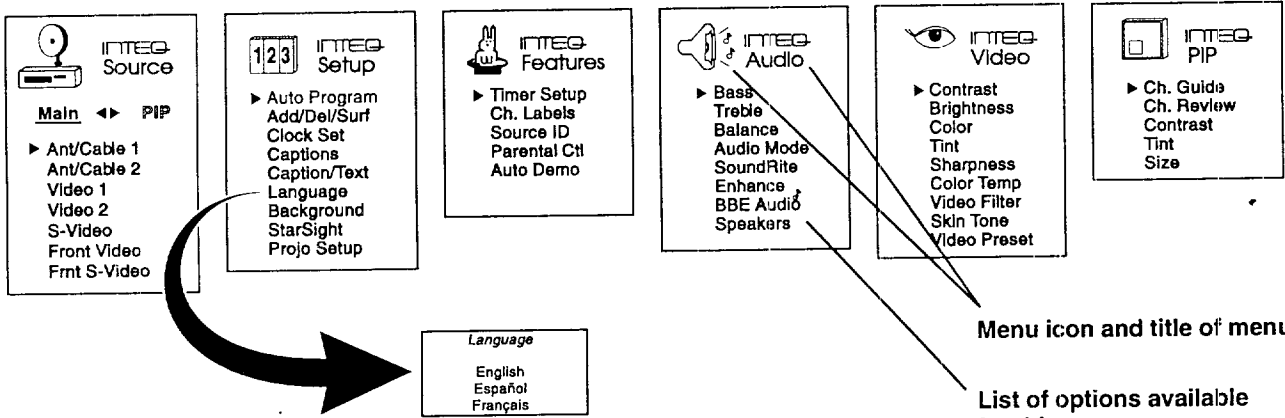 INTEQ
Source
Main ◀▶ PIP
▶ Ant/Cable 1
Ant/Cable 2
Video 1
Video 2
S-Video
Front Video
Frnt S-Video
123
INTEQ
Setup
▶ Auto Program
Add/Del/Surf
Clock Set
Captions
Caption/Text
Language
Background
StarSight
Projo Setup
INTEQ
Features
▶ Timer Setup
Ch. Labels
Source ID
Parental Ctl
Auto Demo
INTEQ
Audio
▶ Bass
Treble
Balance
Audio Mode
SoundRite
Enhance
BBE Audio
Speakers
INTEQ
Video
▶ Contrast
Brightness
Color
Tint
Sharpness
Color Temp
Video Filter
Skin Tone
Video Preset
INTEQ
PIP
▶ Ch. Guide
Ch. Review
Contrast
Tint
Size
Language
English
Español
Français
Menu icon and title of menu
List of options available